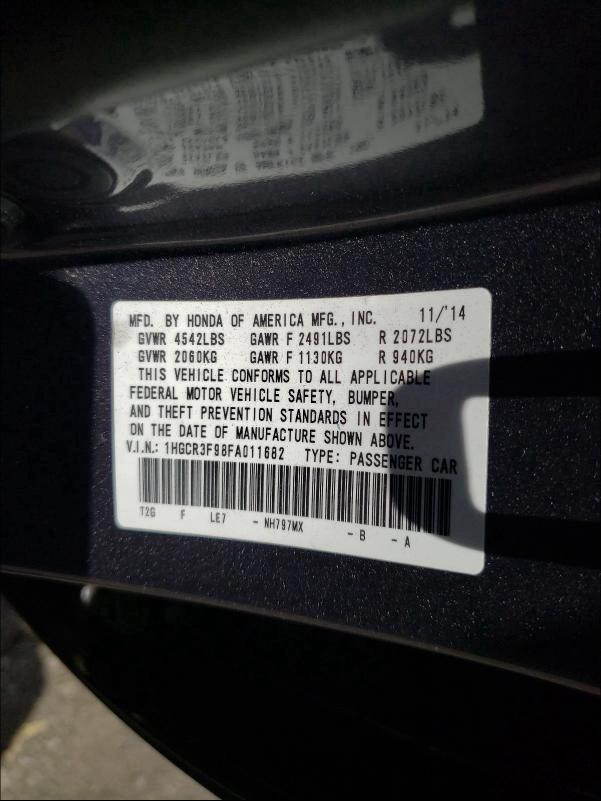 MFD. BY HONDA OF AMERICA MFG., INC. 11/'14
GVWR 4542LBS GAWR F 2491LBS R 2072LBS
GVWR 2060KG GAWR F 1130KG R 940KG
THIS VEHICLE CONFORMS TO ALL APPLICABLE
FEDERAL MOTOR VEHICLE SAFETY, BUMPER,
AND THEFT PREVENTION STANDARDS IN EFFECT
ON THE DATE OF MANUFACTURE SHOWN ABOVE.
V.I.N.: 1HGCR3F98FA011682 TYPE: PASSENGER CAR
T2G F LE7 - NH797MX - B - A